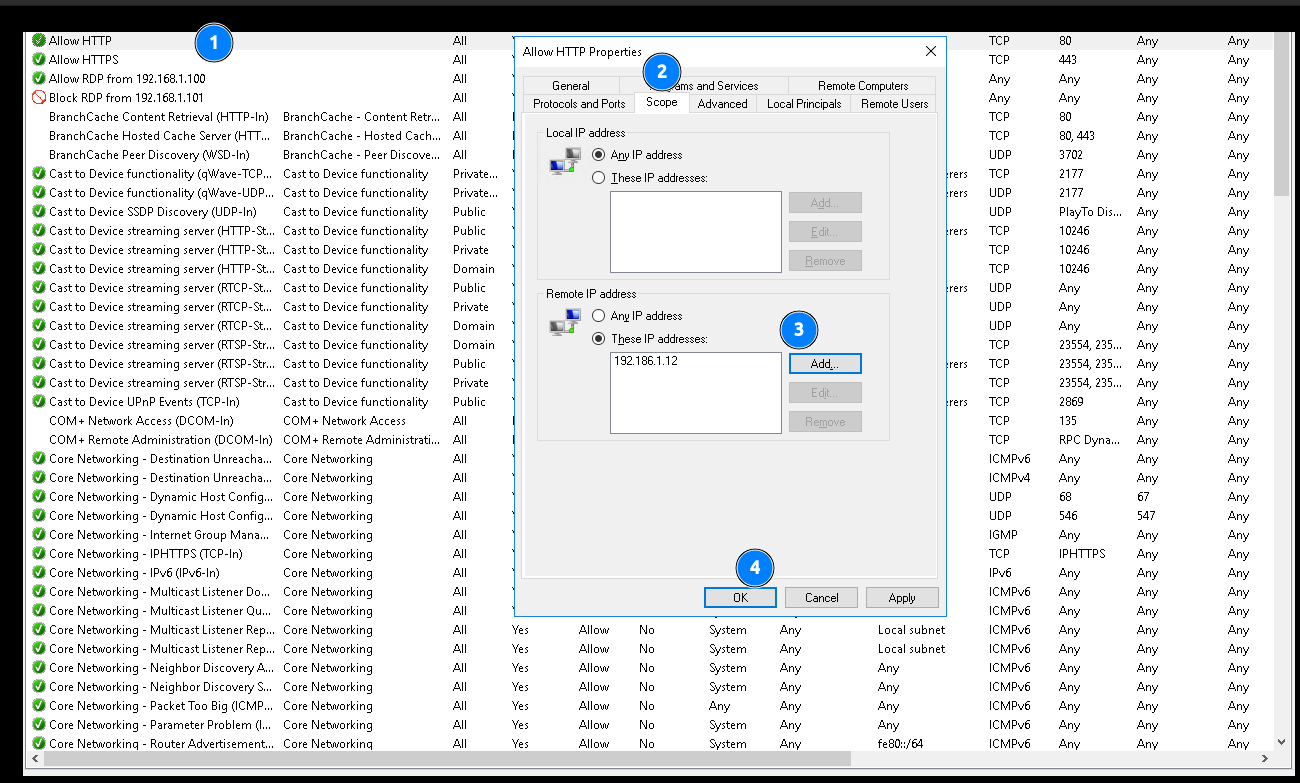 Allow HTTP All TCP 80 Any Any
Allow HTTPS All TCP 443 Any Any
Allow RDP from 192.168.1.100 All Any Any Any Any
Block RDP from 192.168.1.101 All Any Any Any Any
BranchCache Content Retrieval (HTTP-In) BranchCache - Content Retr... All TCP 80 Any Any
BranchCache Hosted Cache Server (HTT... BranchCache - Hosted Cach... All TCP 80, 443 Any Any
BranchCache Peer Discovery (WSD-In) BranchCache - Peer Discove... All UDP 3702 Any Any
Cast to Device functionality (qWave-TCP... Cast to Device functionality Private... TCP 2177 Any Any
Cast to Device functionality (qWave-UDP... Cast to Device functionality Private... UDP 2177 Any Any
Cast to Device SSDP Discovery (UDP-In) Cast to Device functionality Public UDP PlayTo Dis... Any Any
Cast to Device streaming server (HTTP-St... Cast to Device functionality Public TCP 10246 Any Any
Cast to Device streaming server (HTTP-St... Cast to Device functionality Private TCP 10246 Any Any
Cast to Device streaming server (HTTP-St... Cast to Device functionality Domain TCP 10246 Any Any
Cast to Device streaming server (RTCP-St... Cast to Device functionality Public UDP Any Any Any
Cast to Device streaming server (RTCP-St... Cast to Device functionality Private UDP Any Any Any
Cast to Device streaming server (RTCP-St... Cast to Device functionality Domain UDP Any Any Any
Cast to Device streaming server (RTSP-Str... Cast to Device functionality Domain TCP 23554, 235... Any Any
Cast to Device streaming server (RTSP-Str... Cast to Device functionality Public TCP 23554, 235... Any Any
Cast to Device streaming server (RTSP-Str... Cast to Device functionality Private TCP 23554, 235... Any Any
Cast to Device UPnP Events (TCP-In) Cast to Device functionality Public TCP 2869 Any Any
COM+ Network Access (DCOM-In) COM+ Network Access All TCP 135 Any Any
COM+ Remote Administration (DCOM-In) COM+ Remote Administrati... All TCP RPC Dyna... Any Any
Core Networking - Destination Unreacha... Core Networking All ICMPv6 Any Any Any
Core Networking - Destination Unreacha... Core Networking All ICMPv4 Any Any Any
Core Networking - Dynamic Host Config... Core Networking All UDP 68 67 Any
Core Networking - Dynamic Host Config... Core Networking All UDP 546 547 Any
Core Networking - Internet Group Mana... Core Networking All IGMP Any Any Any
Core Networking - IPHTTPS (TCP-In) Core Networking All TCP IPHTTPS Any Any
Core Networking - IPv6 (IPv6-In) Core Networking All IPv6 Any Any Any
Core Networking - Multicast Listener Do... Core Networking All ICMPv6 Any Any Any
Core Networking - Multicast Listener Qu... Core Networking All ICMPv6 Any Any Any
Core Networking - Multicast Listener Rep... Core Networking All Yes Allow No System Any Local subnet ICMPv6 Any Any Any
Core Networking - Multicast Listener Rep... Core Networking All Yes Allow No System Any Local subnet ICMPv6 Any Any Any
Core Networking - Neighbor Discovery A... Core Networking All Yes Allow No System Any Any ICMPv6 Any Any Any
Core Networking - Neighbor Discovery S... Core Networking All Yes Allow No System Any Any ICMPv6 Any Any Any
Core Networking - Packet Too Big (ICMP... Core Networking All Yes Allow No Any Any Any ICMPv6 Any Any Any
Core Networking - Parameter Problem (I... Core Networking All Yes Allow No System Any Any ICMPv6 Any Any Any
Core Networking - Router Advertisement... Core Networking All Yes Allow No System Any fe80::/64 ICMPv6 Any Any Any
1
Allow HTTP Properties
2
General Programs and Services Remote Computers
Protocols and Ports Scope Advanced Local Principals Remote Users
Local IP address
Any IP address
These IP addresses:
Add...
Edit...
Remove
Remote IP address
Any IP address
These IP addresses:
3
192.186.1.12
Add...
Edit...
Remove
4
OK Cancel Apply